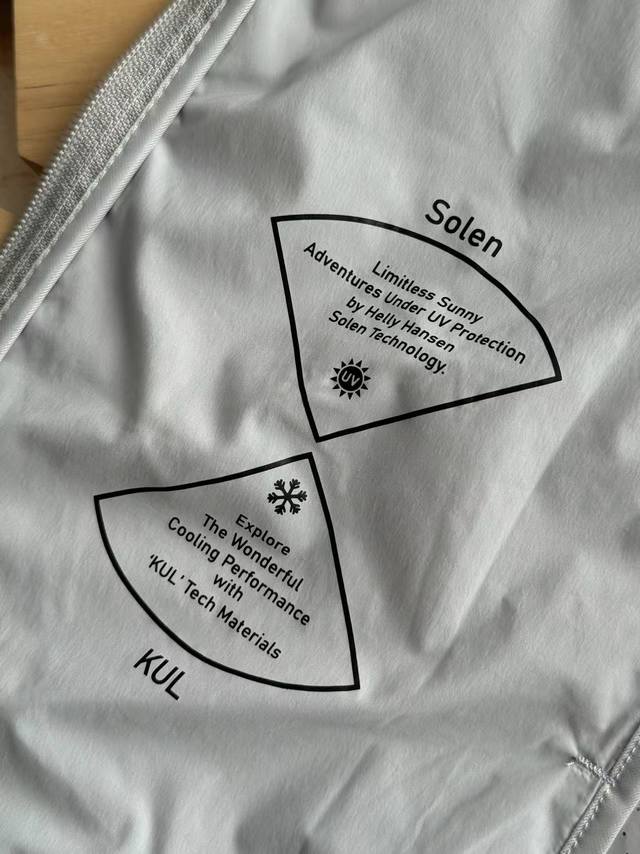 Solen
Limitless Sunny
Adventures Under UV Protection
by Helly Hansen
Solen Technology.
UV
Explore
The Wonderful
Cooling Performance
with
'KUL' Tech Materials
KUL